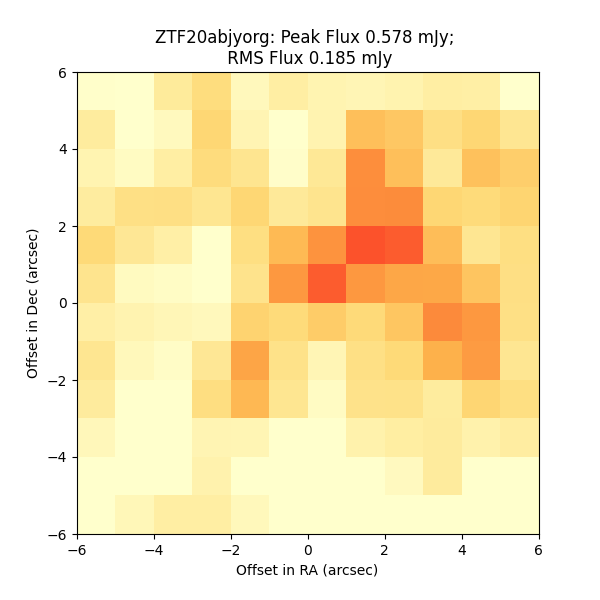 ZTF20abjyorg: Peak Flux 0.578 mJy;
RMS Flux 0.185 mJy
6
4
2
0
−2
−4
−6
Offset in Dec (arcsec)
−6 −4 −2 0 2 4 6
Offset in RA (arcsec)